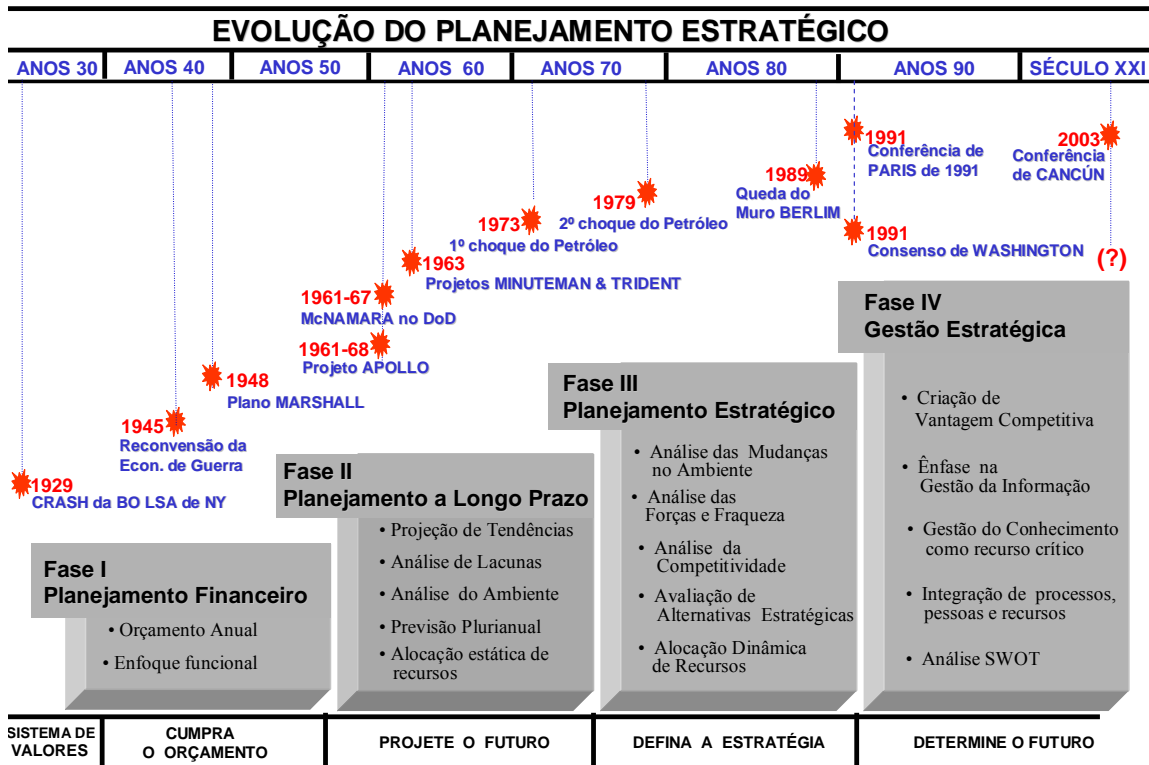 EVOLUÇÃO DO PLANEJAMENTO ESTRATÉGICO
ANOS 30
ANOS 40
ANOS 50
ANOS 60
ANOS 70
ANOS 80
ANOS 90
SÉCULO XXI
1991
Conferência de
PARIS de 1991
2003
Conferência
de CANCÚN
1989
Queda do
Muro BERLIM
1979
2º choque do Petróleo
1973
1º choque do Petróleo
1991
Consenso de WASHINGTON
(?)
1963
Projetos MINUTEMAN & TRIDENT
1961-67
McNAMARA no DoD
1961-68
Projeto APOLLO
1948
Plano MARSHALL
1945
Reconvensão da
Econ. de Guerra
1929
CRASH da BO LSA de NY
Fase I
Planejamento Financeiro
• Orçamento Anual
• Enfoque funcional
Fase II
Planejamento a Longo Prazo
• Projeção de Tendências
• Análise de Lacunas
• Análise do Ambiente
• Previsão Plurianual
• Alocação estática de
recursos
Fase III
Planejamento Estratégico
• Análise das Mudanças
no Ambiente
• Análise das
Forças e Fraqueza
• Análise da
Competitividade
• Avaliação de
Alternativas Estratégicas
• Alocação Dinâmica
de Recursos
Fase IV
Gestão Estratégica
• Criação de
Vantagem Competitiva
• Ênfase na
Gestão da Informação
• Gestão do Conhecimento
como recurso crítico
• Integração de processos,
pessoas e recursos
• Análise SWOT
SISTEMA DE
VALORES
CUMPRA
O ORÇAMENTO
PROJETE O FUTURO
DEFINA A ESTRATÉGIA
DETERMINE O FUTURO